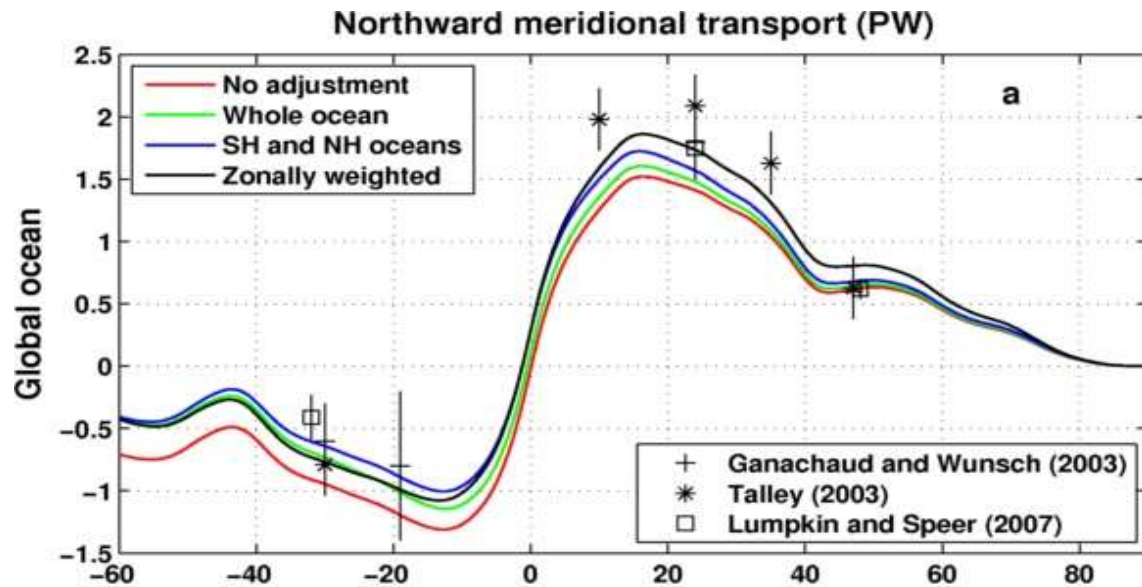 Northward meridional transport (PW)
2.5
2
1.5
1
0.5
0
−0.5
−1
−1.5
Global ocean
No adjustment
Whole ocean
SH and NH oceans
Zonally weighted
a
Ganachaud and Wunsch (2003)
Talley (2003)
Lumpkin and Speer (2007)
−60 −40 −20 0 20 40 60 80